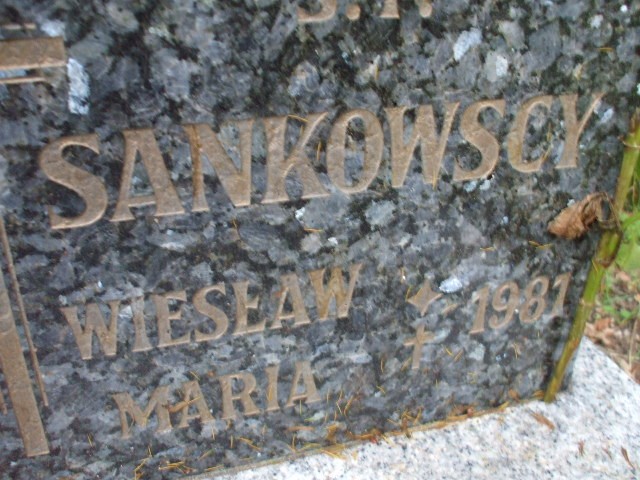 Ś.P.
SANKOWSCY
WIESŁAW 1981
MARIA